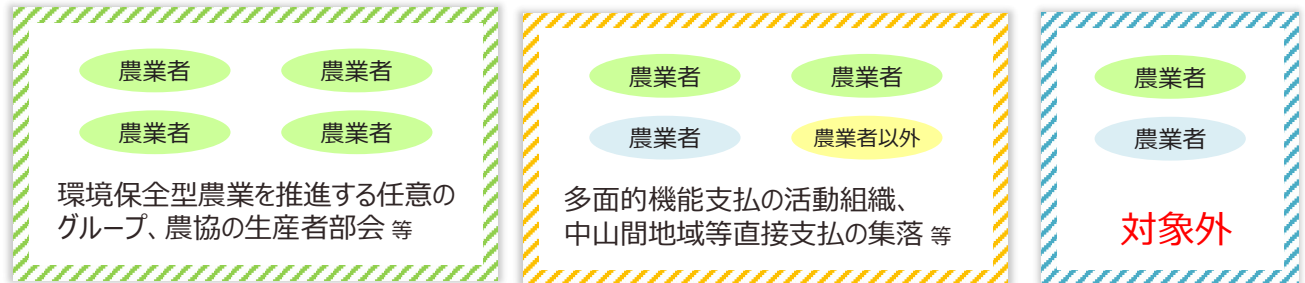 農業者
農業者
農業者
農業者
環境保全型農業を推進する任意の
グループ、農協の生産者部会 等
農業者
農業者
農業者
農業者以外
多面的機能支払の活動組織、
中山間地域等直接支払の集落 等
農業者
農業者
対象外